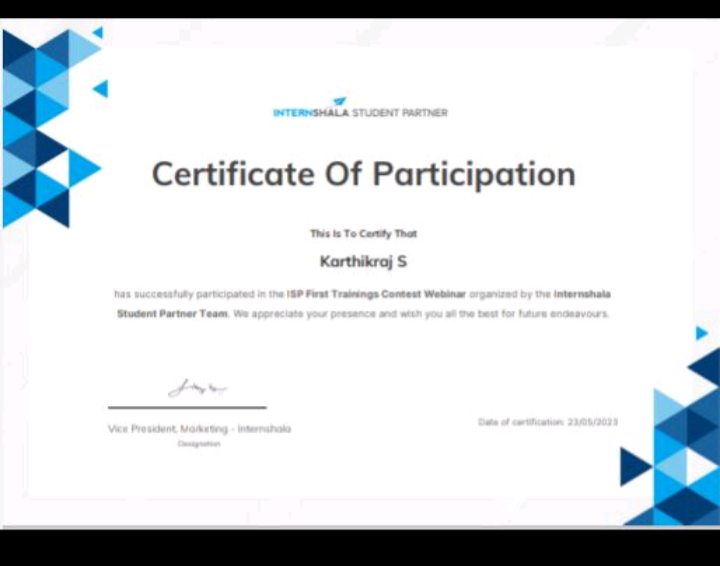 INTERNSHALA STUDENT PARTNER
Certificate Of Participation
This Is To Certify That
Karthikraj S
has successfully participated in the ISP First Trainings Contest Webinar organized by the Internshala
Student Partner Team. We appreciate your presence and wish you all the best for future endeavours.
Vice President, Marketing - Internshala
Date of certification: 23/05/2023
Designation